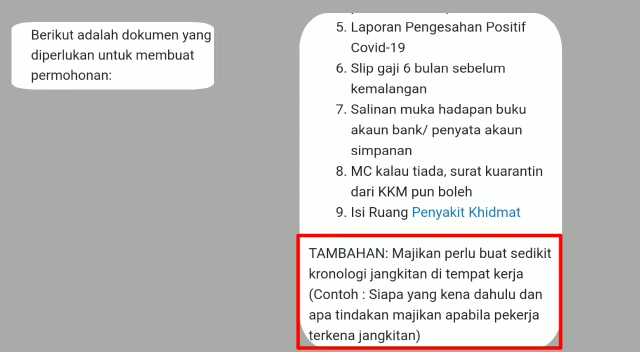 Berikut adalah dokumen yang
diperlukan untuk membuat
permohonan:
5. Laporan Pengesahan Positif
Covid-19
6. Slip gaji 6 bulan sebelum
kemalangan
7. Salinan muka hadapan buku
akaun bank/ penyata akaun
simpanan
8. MC kalau tiada, surat kuarantin
dari KKM pun boleh
9. Isi Ruang Penyakit Khidmat
TAMBAHAN: Majikan perlu buat sedikit
kronologi jangkitan di tempat kerja
(Contoh : Siapa yang kena dahulu dan
apa tindakan majikan apabila pekerja
terkena jangkitan)